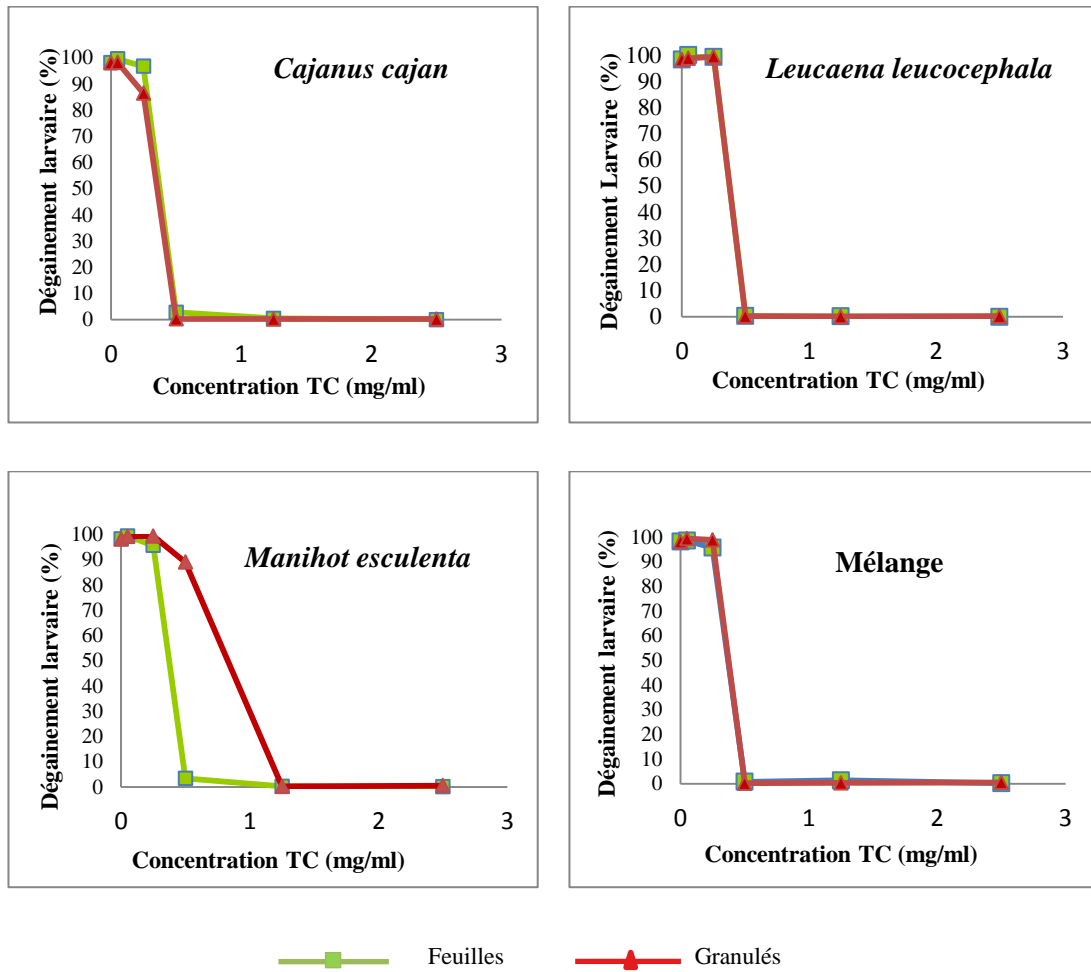 Cajanus cajan
Dégainement larvaire (%)
100
90
80
70
60
50
40
30
20
10
0
0 1 2 3
Concentration TC (mg/ml)
Leucaena leucocephala
Dégainement Larvaire (%)
100
90
80
70
60
50
40
30
20
10
0
0 1 2 3
Concentration TC (mg/ml)
Manihot esculenta
Dégainement larvaire (%)
100
90
80
70
60
50
40
30
20
10
0
0 1 2 3
Concentration TC (mg/ml)
Mélange
Dégainement larvaire (%)
100
90
80
70
60
50
40
30
20
10
0
0 1 2 3
Concentration TC (mg/ml)
Feuilles Granulés